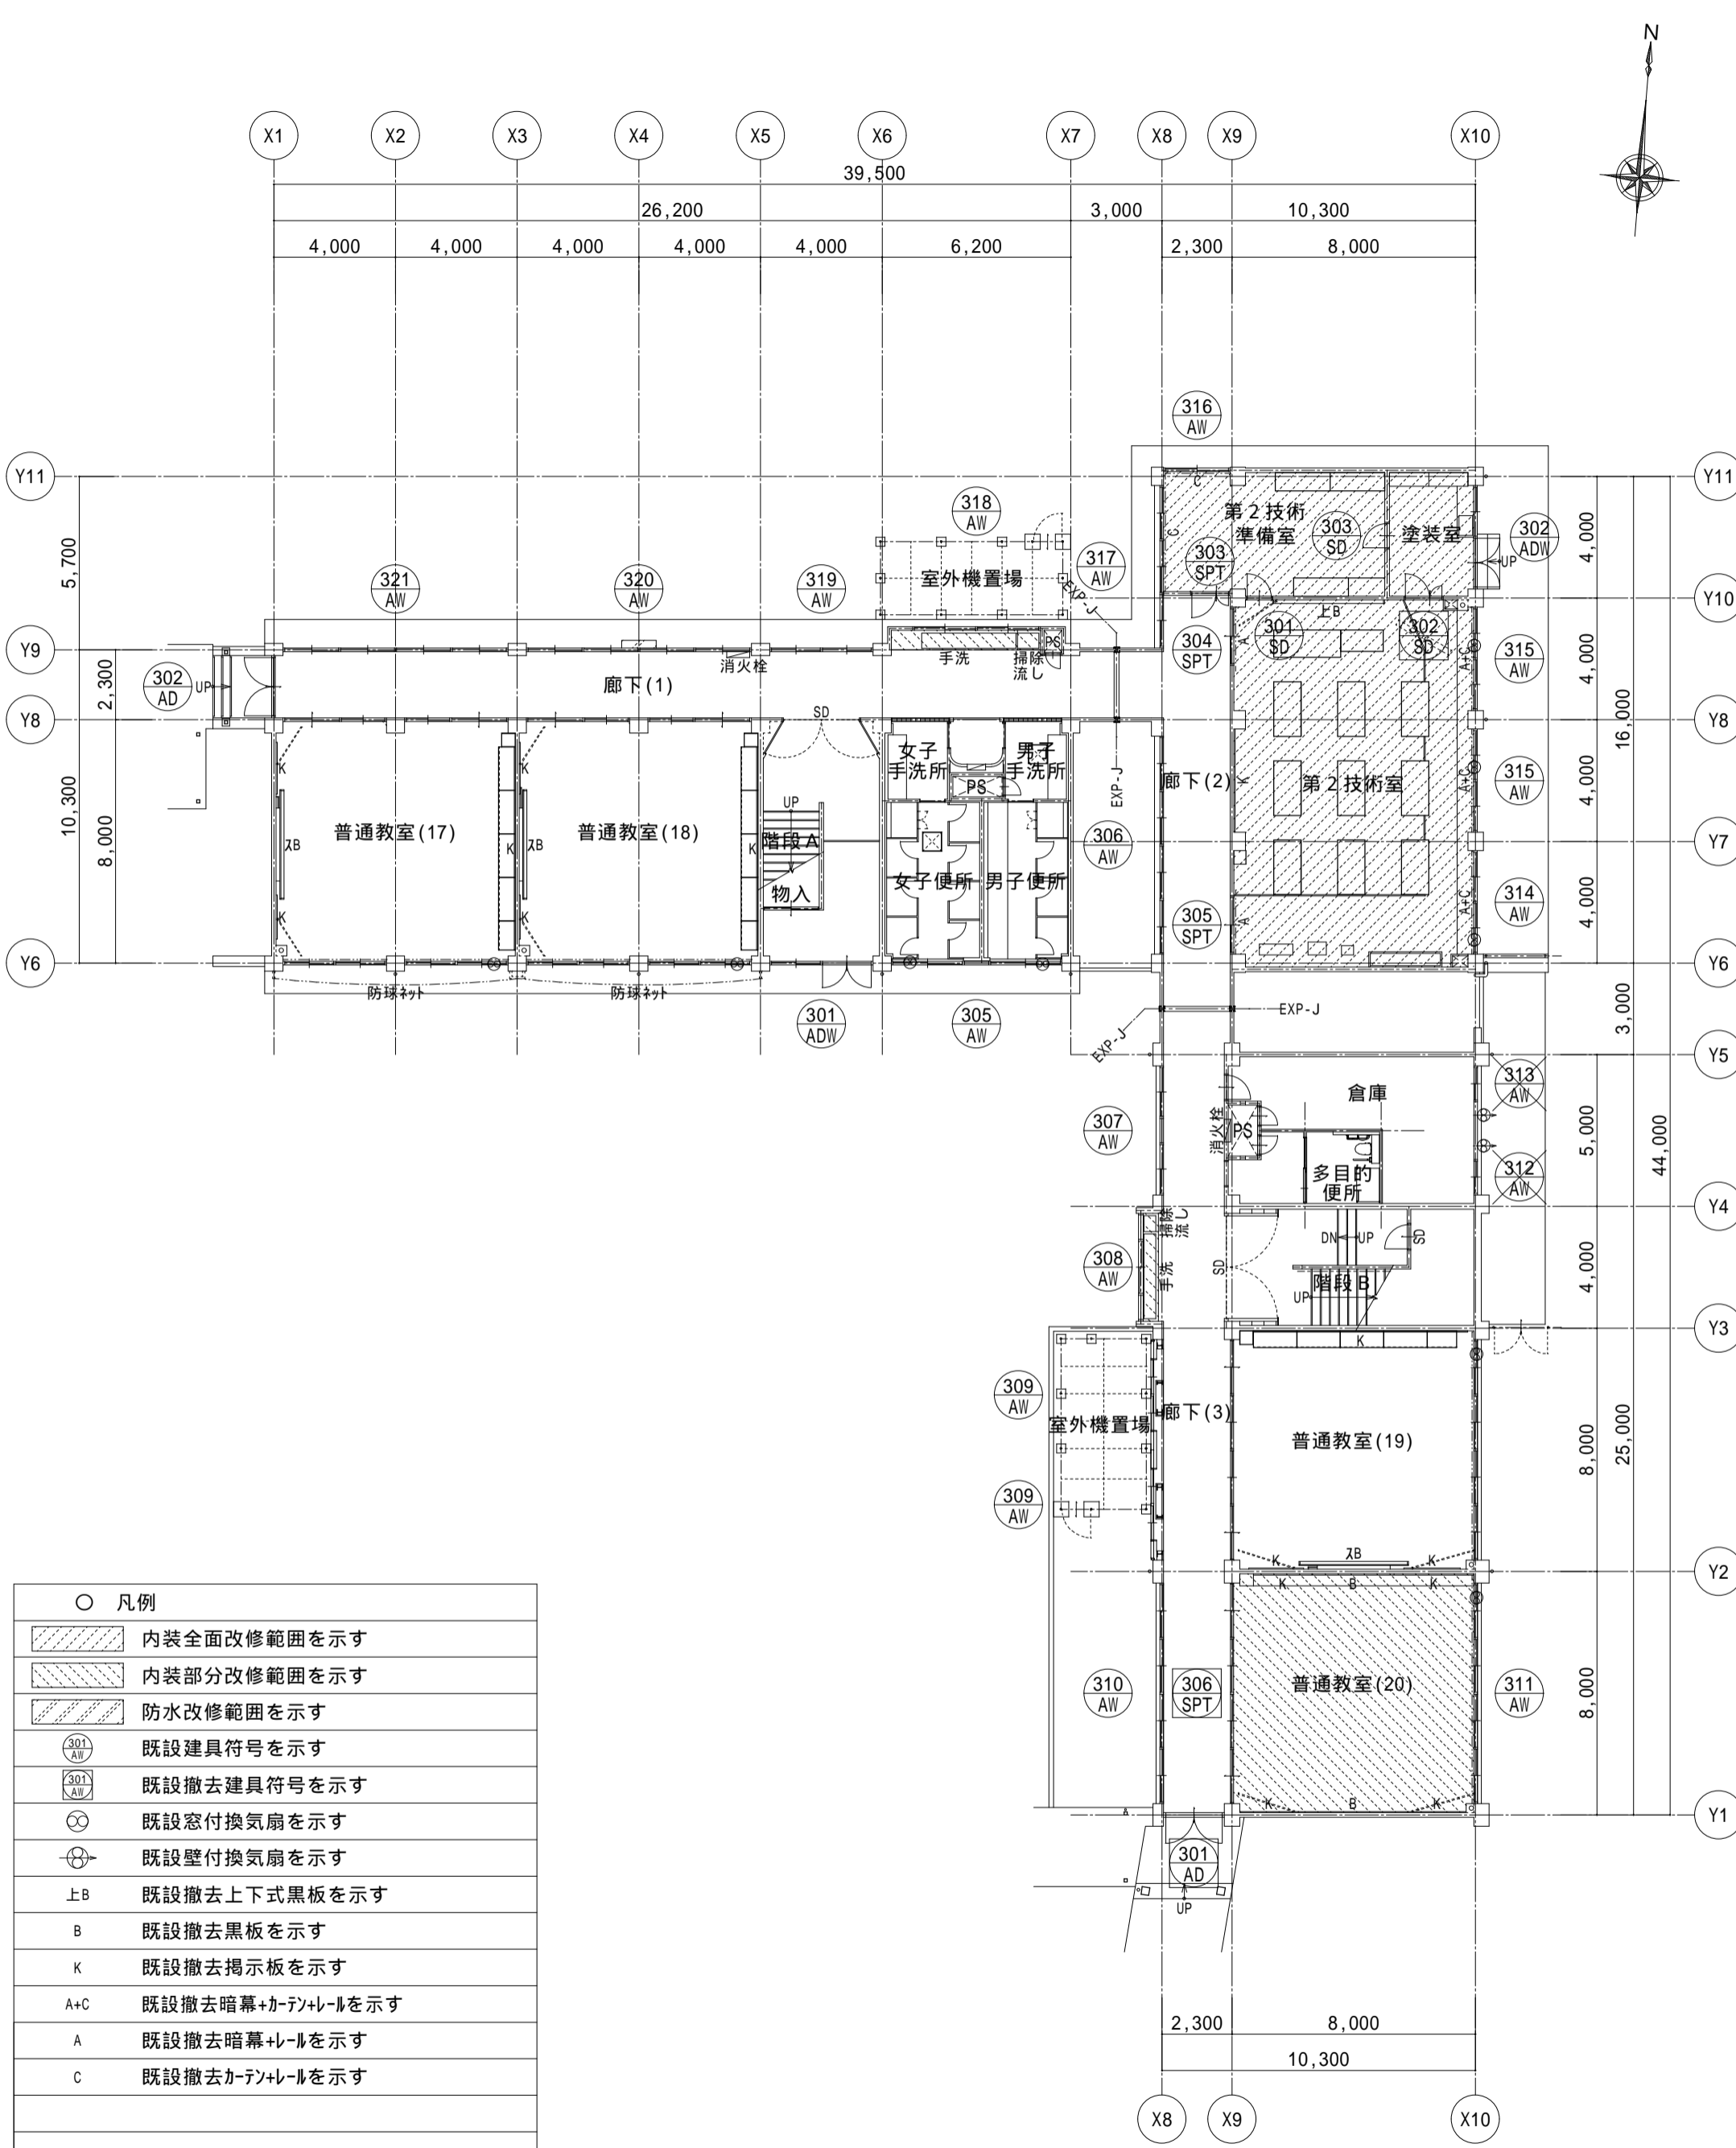 N
X1 X2 X3 X4 X5 X6 X7 X8 X9 X10
39,500
26,200 3,000 10,300
4,000 4,000 4,000 4,000 4,000 6,200 2,300 8,000
316 AW
Y11 Y11
318 AW
第2技術
準備室
303 SD
塗装室
302 ADW
UP
C
C
303 SPT
317 AW
室外機置場
321 AW
320 AW
319 AW
EXP-J
Y10
上B
5,700
4,000
Y9 Y9
301 SD
302 SD
A
A+C
304 SPT
315 AW
PS
手洗
掃除
流し
消火栓
廊下(1)
302 AD
UP
2,300
4,000
16,000
Y8 Y8
SD
女子
手洗所
男子
手洗所
PS
EXP-J
廊下(2)
K
第2技術室
A+C
315 AW
4,000
K
K
UP
10,300
8,000
普通教室(17)
普通教室(18)
スB
スB
K
K
階段A
物入
306 AW
Y7
女子便所
男子便所
305 SPT
A
A+C
314 AW
4,000
K
K
Y6 Y6
防球ネット
防球ネット
301 ADW
305 AW
EXP-J
EXP-J
3,000
Y5
倉庫
313 AW
307 AW
消火栓
PS
多目的
便所
312 AW
5,000
44,000
Y4
掃除
流し
DN
UP
SD
308 AW
手洗
SD
階段B
UP
4,000
Y3
K
309 AW
室外機置場
廊下(3)
普通教室(19)
8,000
25,000
309 AW
K
スB
K
Y2
K
B
K
310 AW
306 SPT
普通教室(20)
311 AW
8,000
K
B
K
Y1
301 AD
UP
2,300 8,000
10,300
X8 X9 X10
○ 凡例
内装全面改修範囲を示す
内装部分改修範囲を示す
防水改修範囲を示す
301 AW 既設建具符号を示す
301 AW 既設撤去建具符号を示す
既設窓付換気扇を示す
既設壁付換気扇を示す
上B 既設撤去上下式黒板を示す
B 既設撤去黒板を示す
K 既設撤去掲示板を示す
A+C 既設撤去暗幕+カーテン+レールを示す
A 既設撤去暗幕+レールを示す
C 既設撤去カーテン+レールを示す